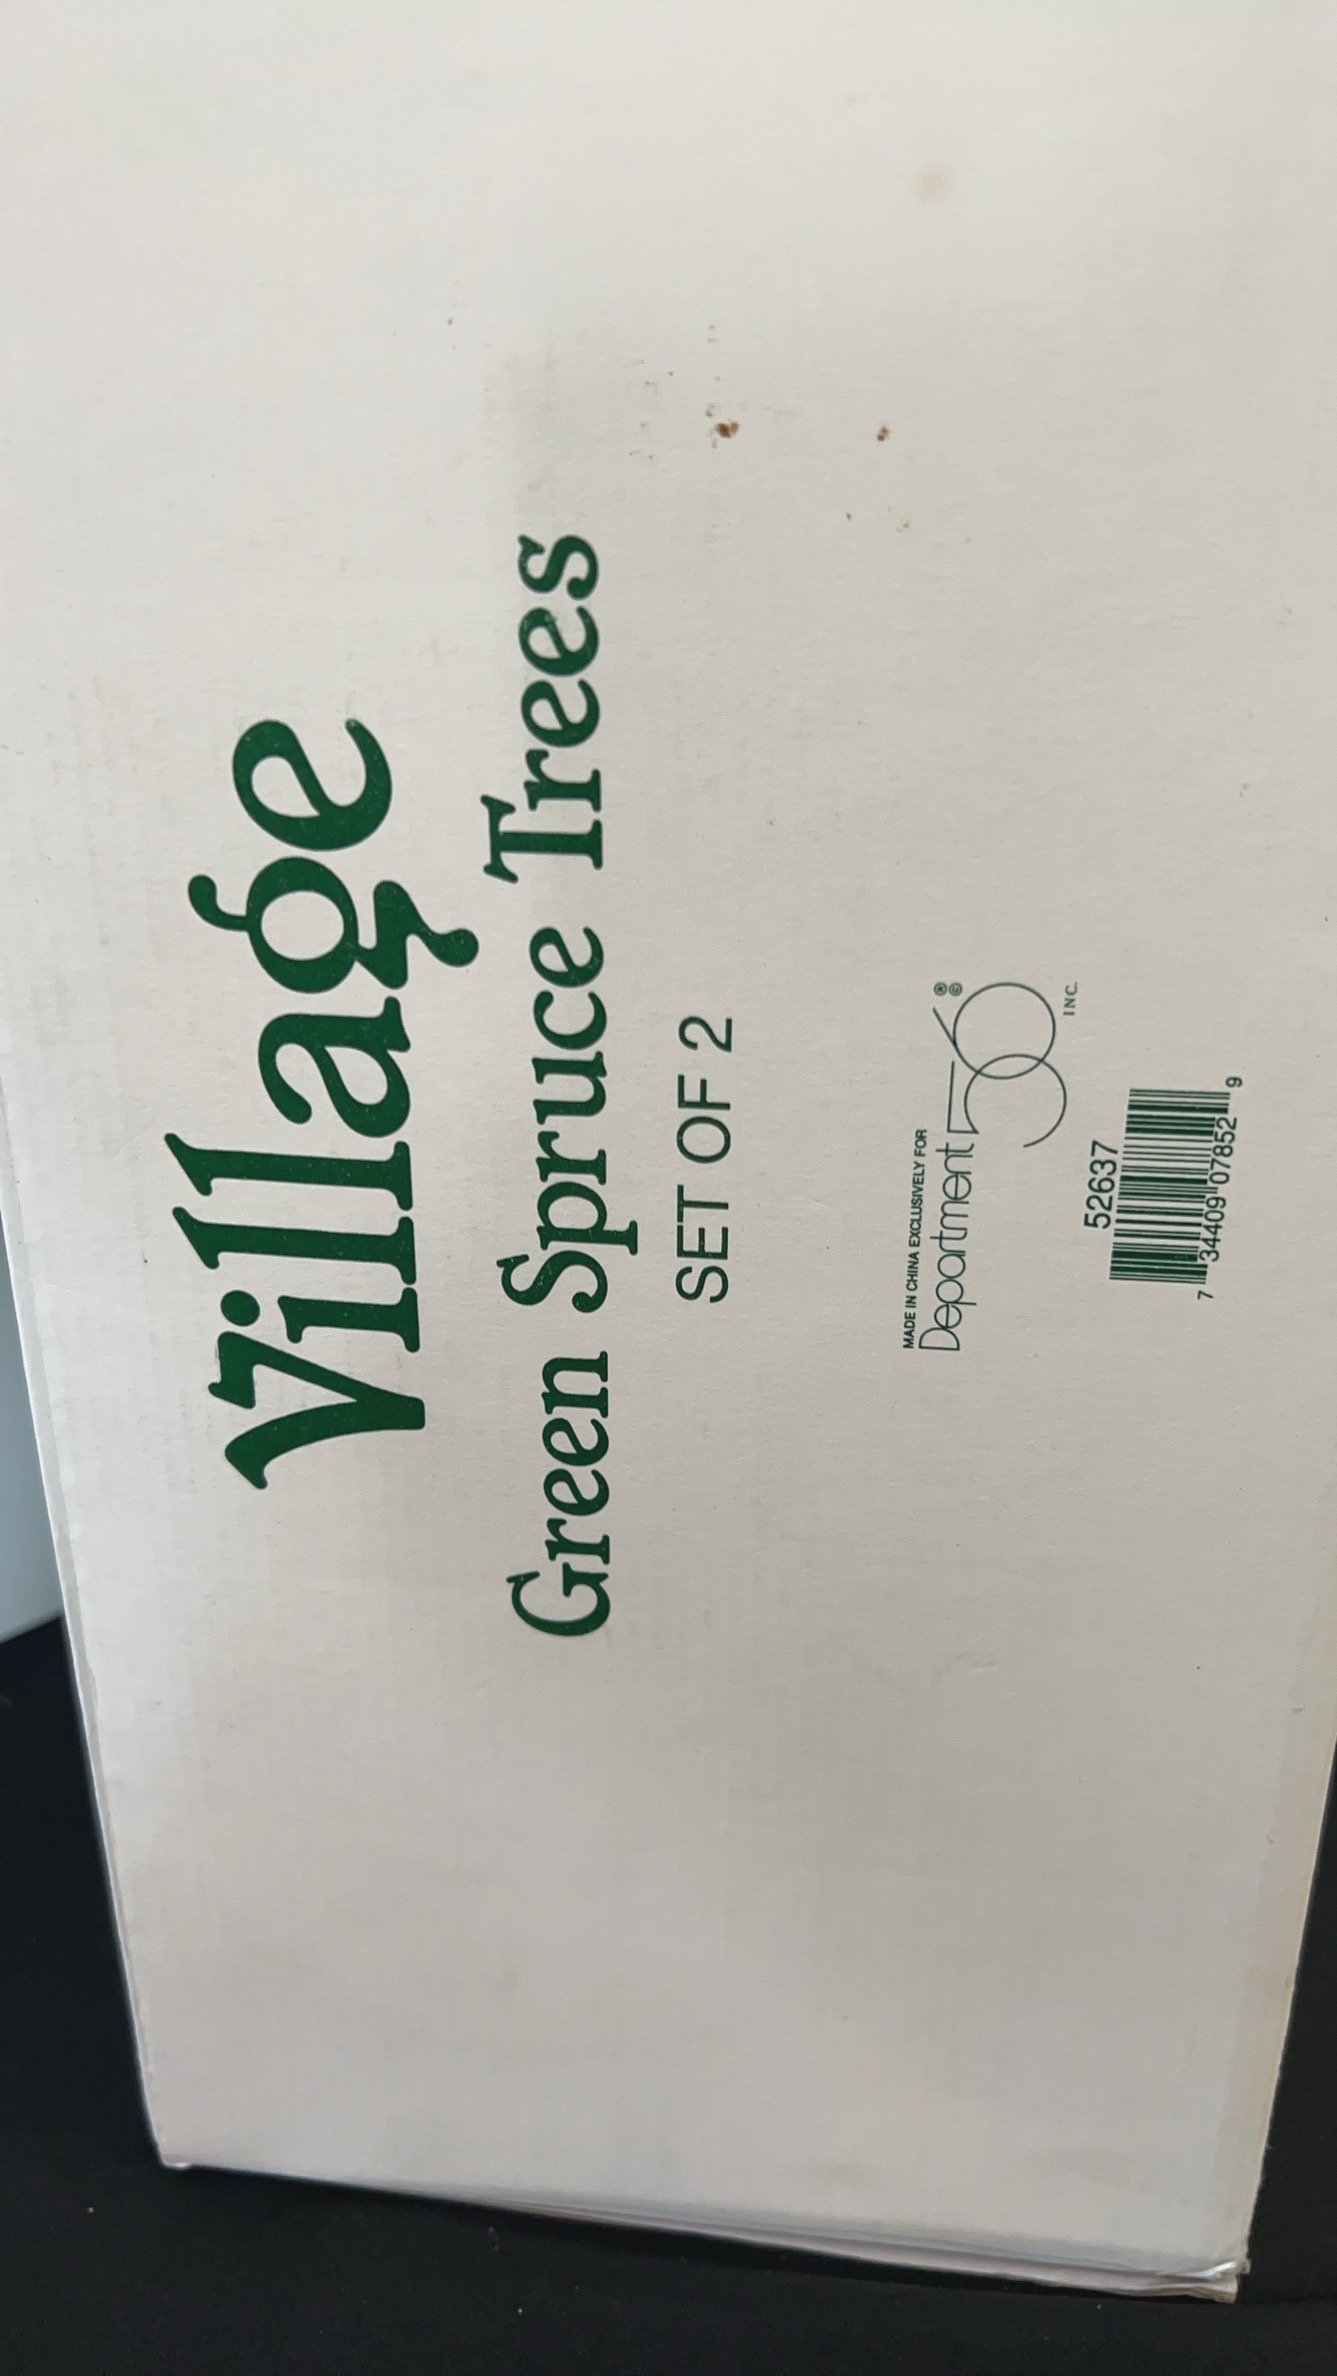 Village
Green Spruce Trees
SET OF 2
MADE IN CHINA EXCLUSIVELY FOR
Department 56® ©
INC.
52637
7 34409 07852 9